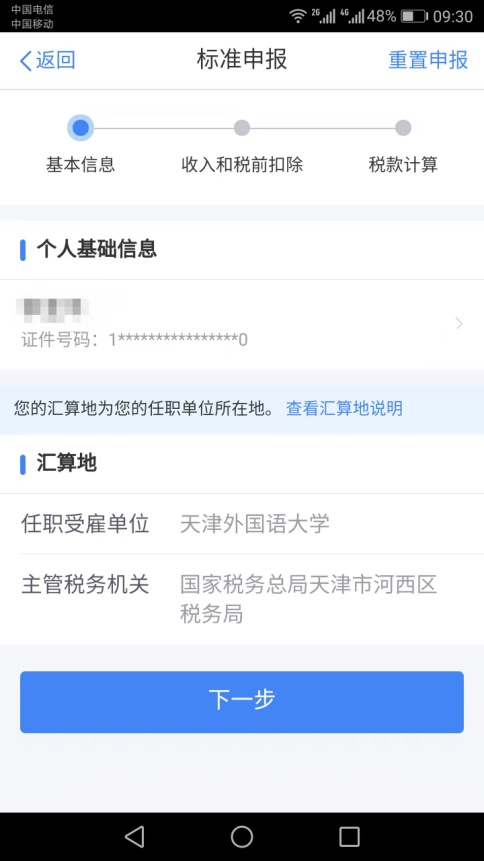 中国电信
中国移动
2G 4G 48% 09:30
返回 标准申报 重置申报
基本信息 收入和税前扣除 税款计算
个人基础信息
证件号码：1****************0
您的汇算地为您的任职单位所在地。 查看汇算地说明
汇算地
任职受雇单位 天津外国语大学
主管税务机关 国家税务总局天津市河西区
税务局
下一步